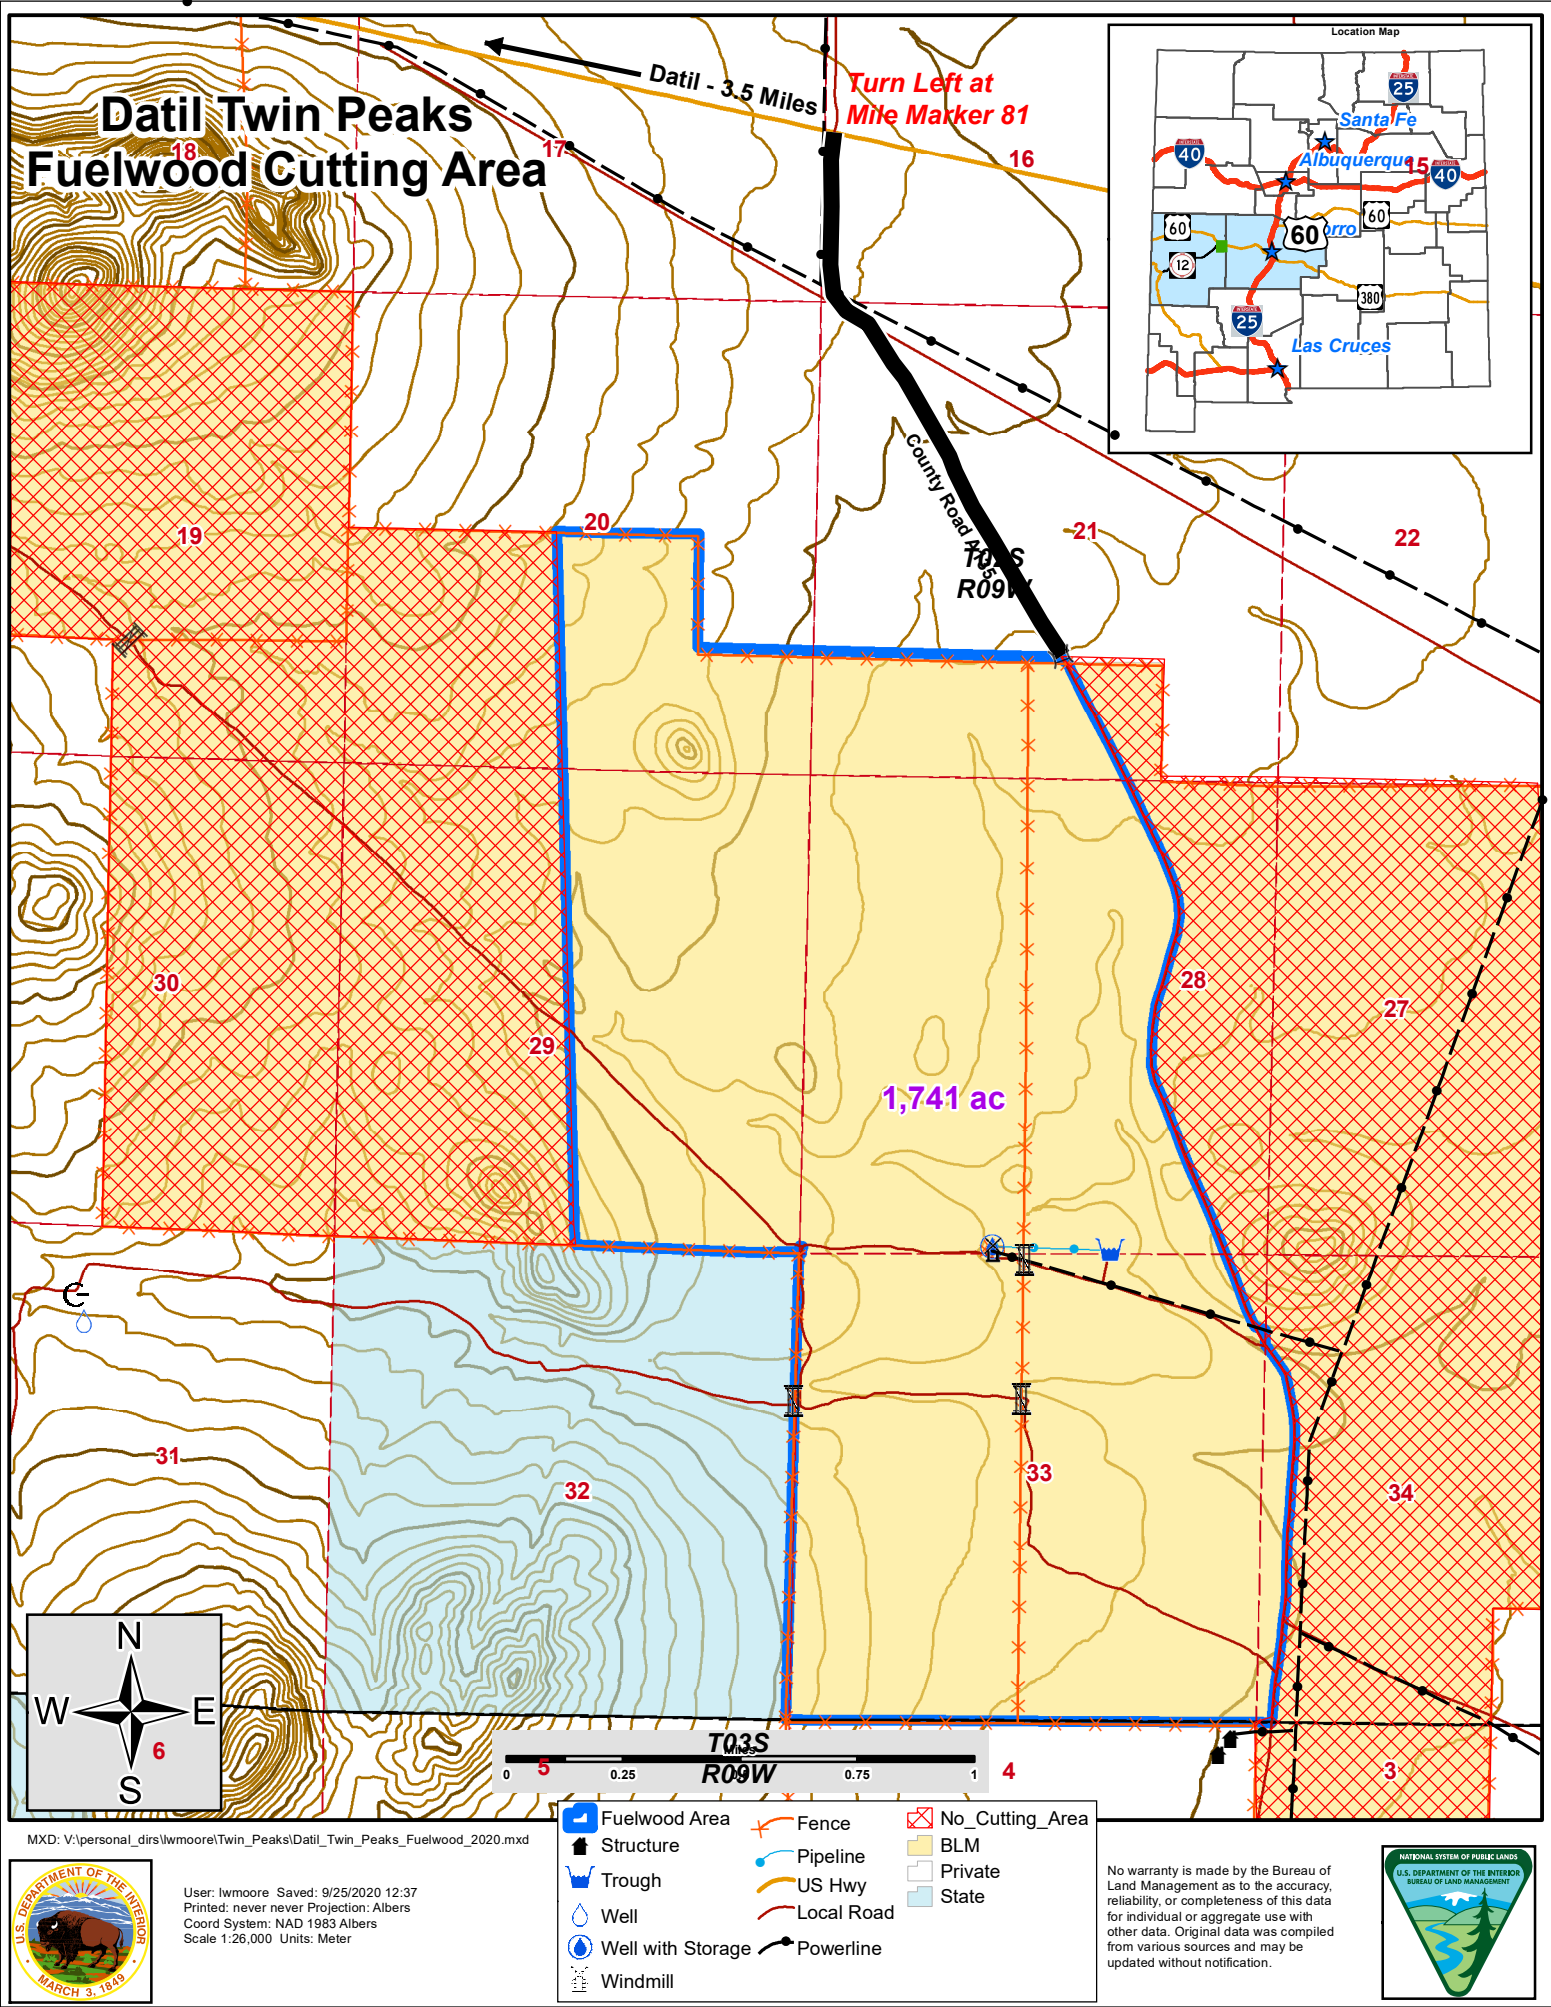 Datil Twin Peaks
Fuelwood Cutting Area
Datil - 3.5 Miles
Turn Left at
Mile Marker 81
Location Map
25
Santa Fe
40
Albuquerque
40
60
60
60
12
380
25
Las Cruces
18
17
16
15
19
20
21
22
County Road
R09W
30
29
28
27
1,741 ac
31
32
33
34
N
W E
S
6
5
4
3
T03S
R09W
Miles
0 0.25 0.75 1
MXD: V:\personal_dirs\lwmoore\Twin_Peaks\Datil_Twin_Peaks_Fuelwood_2020.mxd
U.S. DEPARTMENT OF THE INTERIOR
MARCH 3, 1849
User: lwmoore Saved: 9/25/2020 12:37
Printed: never never Projection: Albers
Coord System: NAD 1983 Albers
Scale 1:26,000 Units: Meter
Fuelwood Area
Structure
Trough
Well
Well with Storage
Windmill
Fence
Pipeline
US Hwy
Local Road
Powerline
No_Cutting_Area
BLM
Private
State
No warranty is made by the Bureau of
Land Management as to the accuracy,
reliability, or completeness of this data
for individual or aggregate use with
other data. Original data was compiled
from various sources and may be
updated without notification.
NATIONAL SYSTEM OF PUBLIC LANDS
U.S. DEPARTMENT OF THE INTERIOR
BUREAU OF LAND MANAGEMENT